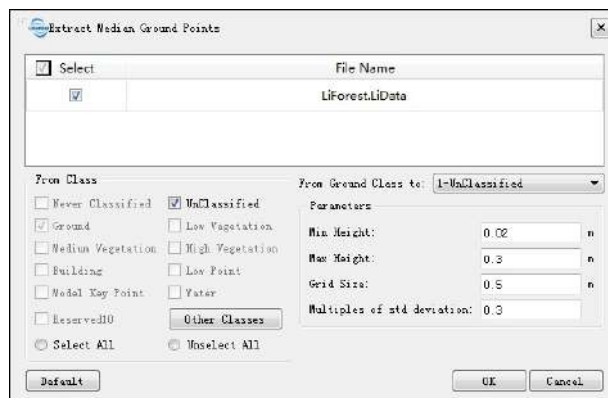 Extract Median Ground Points
Select File Name
LiForest.LiData
From Class
Never Classified UnClassified
Ground Low Vagetation
Medium Vegetation High Vegetation
Building Low Point
Model Key Point Water
Reserved10 Other Classes
Select All Unselect All
From Ground Class to: 1-UnClassified
Parameters
Min Height: 0.02 m
Max Height: 0.3 m
Grid Size: 0.5 m
Multiples of std deviation: 0.3
Default OK Cancel